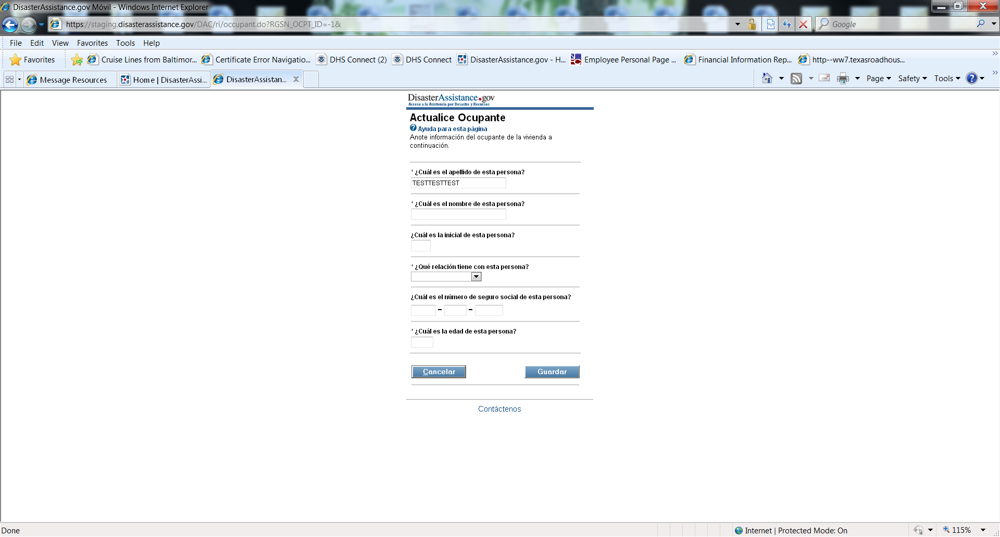 DisasterAssistance.gov Móvil - Windows Internet Explorer
https://staging.disasterassistance.gov/DAC/ri/occupant.do?RGSN_OCPT_ID=-1&
Google
File Edit View Favorites Tools Help
Favorites Cruise Lines from Baltimor... Certificate Error Navigatio... DHS Connect (2) DHS Connect DisasterAssistance.gov - H... Employee Personal Page ... Financial Information Rep... http--ww7.texasroadhous...
Message Resources Home | DisasterAssi... DisasterAssistan... Page Safety Tools
DisasterAssistance.gov
Acceso a la Asistencia por Desastre y Recursos
Actualice Ocupante
Ayuda para esta página
Anote información del ocupante de la vivienda a
continuación.
* ¿Cuál es el apellido de esta persona?
TESTTESTTEST
* ¿Cuál es el nombre de esta persona?
¿Cuál es la inicial de esta persona?
* ¿Qué relación tiene con esta persona?
¿Cuál es el número de seguro social de esta persona?
- -
* ¿Cuál es la edad de esta persona?
Cancelar Guardar
Contáctenos
Done Internet | Protected Mode: On 115%